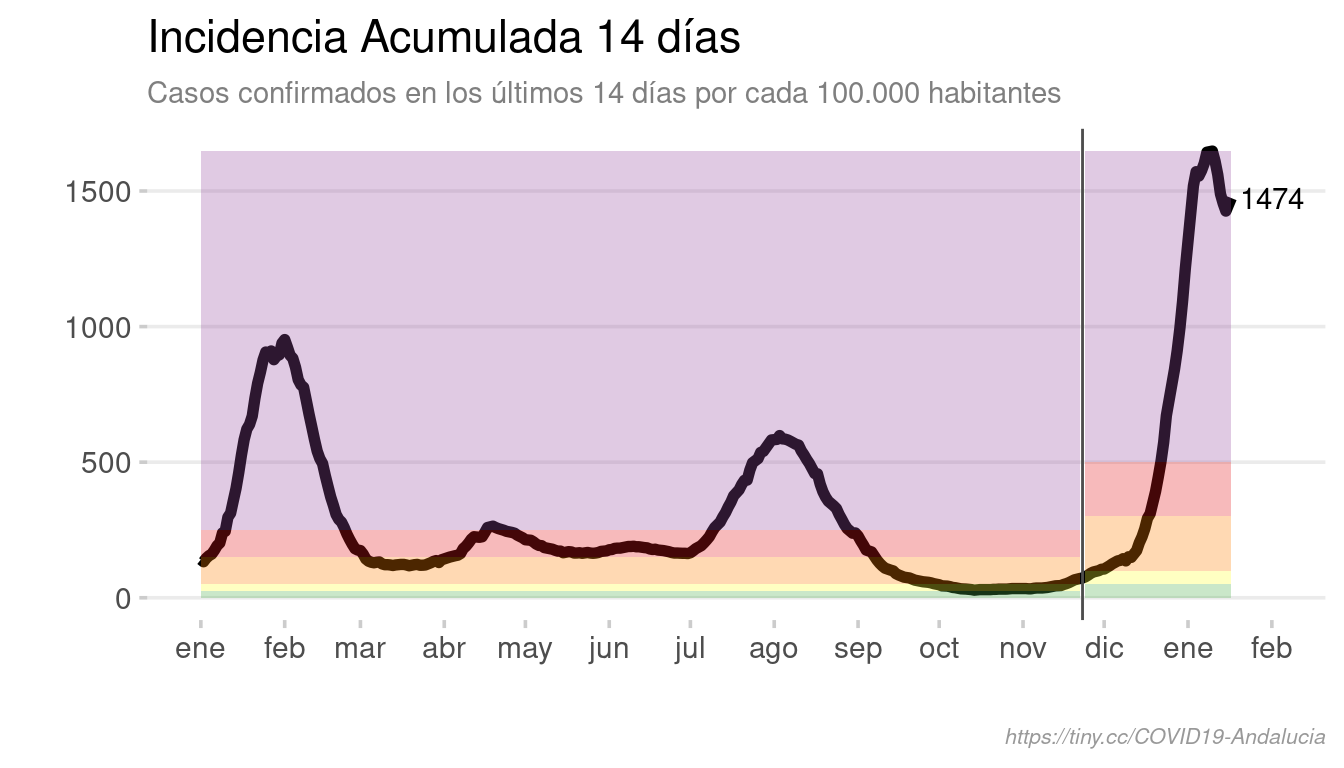 Incidencia Acumulada 14 días
Casos confirmados en los últimos 14 días por cada 100.000 habitantes
1500
1474
1000
500
0
ene feb mar abr may jun jul ago sep oct nov dic ene feb
https://tiny.cc/COVID19-Andalucia